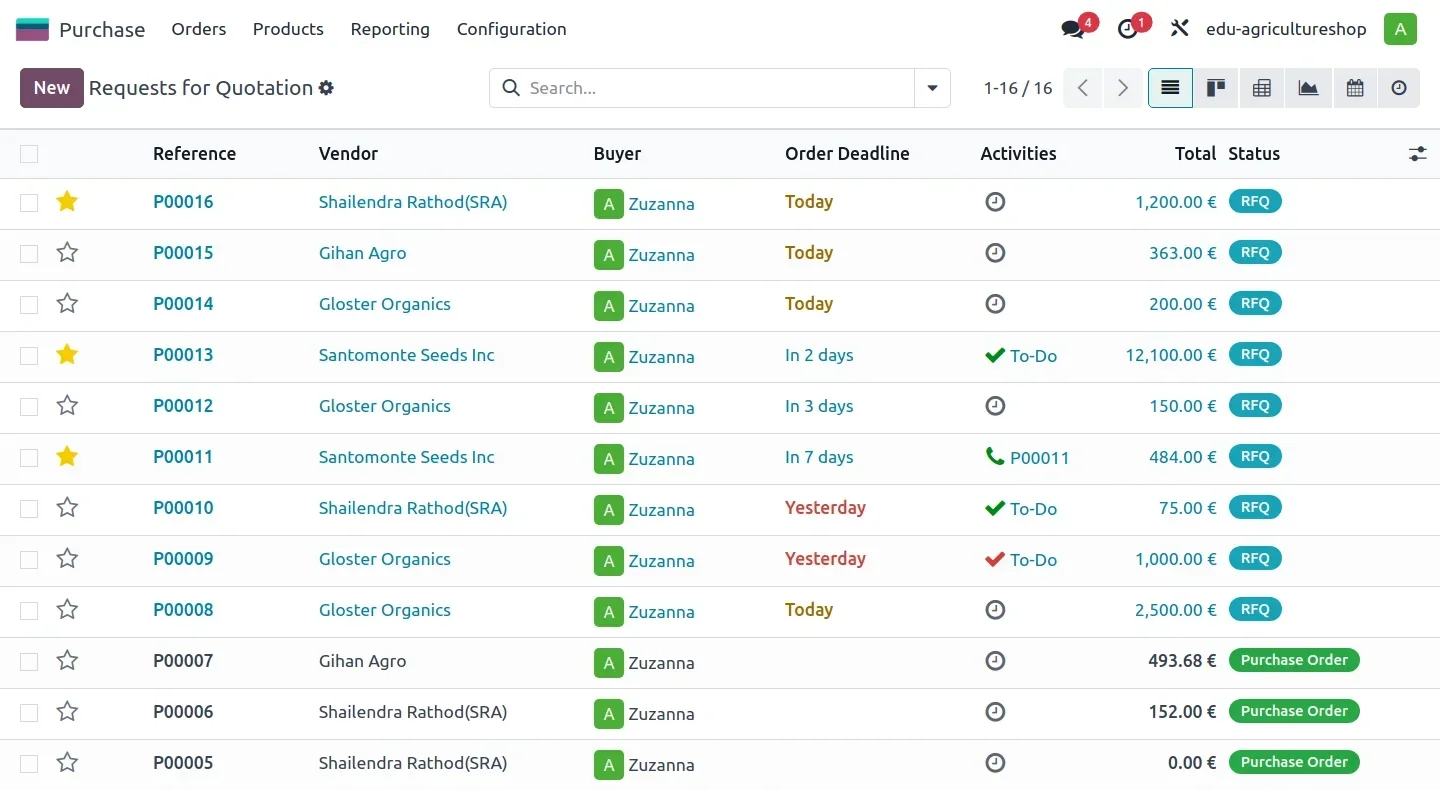 Purchase Orders Products Reporting Configuration 4 1 edu-agricultureshop A
New Requests for Quotation Search... 1-16 / 16
Reference Vendor Buyer Order Deadline Activities Total Status
P00016 Shailendra Rathod(SRA) A Zuzanna Today 1,200.00 € RFQ
P00015 Gihan Agro A Zuzanna Today 363.00 € RFQ
P00014 Gloster Organics A Zuzanna Today 200.00 € RFQ
P00013 Santomonte Seeds Inc A Zuzanna In 2 days To-Do 12,100.00 € RFQ
P00012 Gloster Organics A Zuzanna In 3 days 150.00 € RFQ
P00011 Santomonte Seeds Inc A Zuzanna In 7 days P00011 484.00 € RFQ
P00010 Shailendra Rathod(SRA) A Zuzanna Yesterday To-Do 75.00 € RFQ
P00009 Gloster Organics A Zuzanna Yesterday To-Do 1,000.00 € RFQ
P00008 Gloster Organics A Zuzanna Today 2,500.00 € RFQ
P00007 Gihan Agro A Zuzanna 493.68 € Purchase Order
P00006 Shailendra Rathod(SRA) A Zuzanna 152.00 € Purchase Order
P00005 Shailendra Rathod(SRA) A Zuzanna 0.00 € Purchase Order